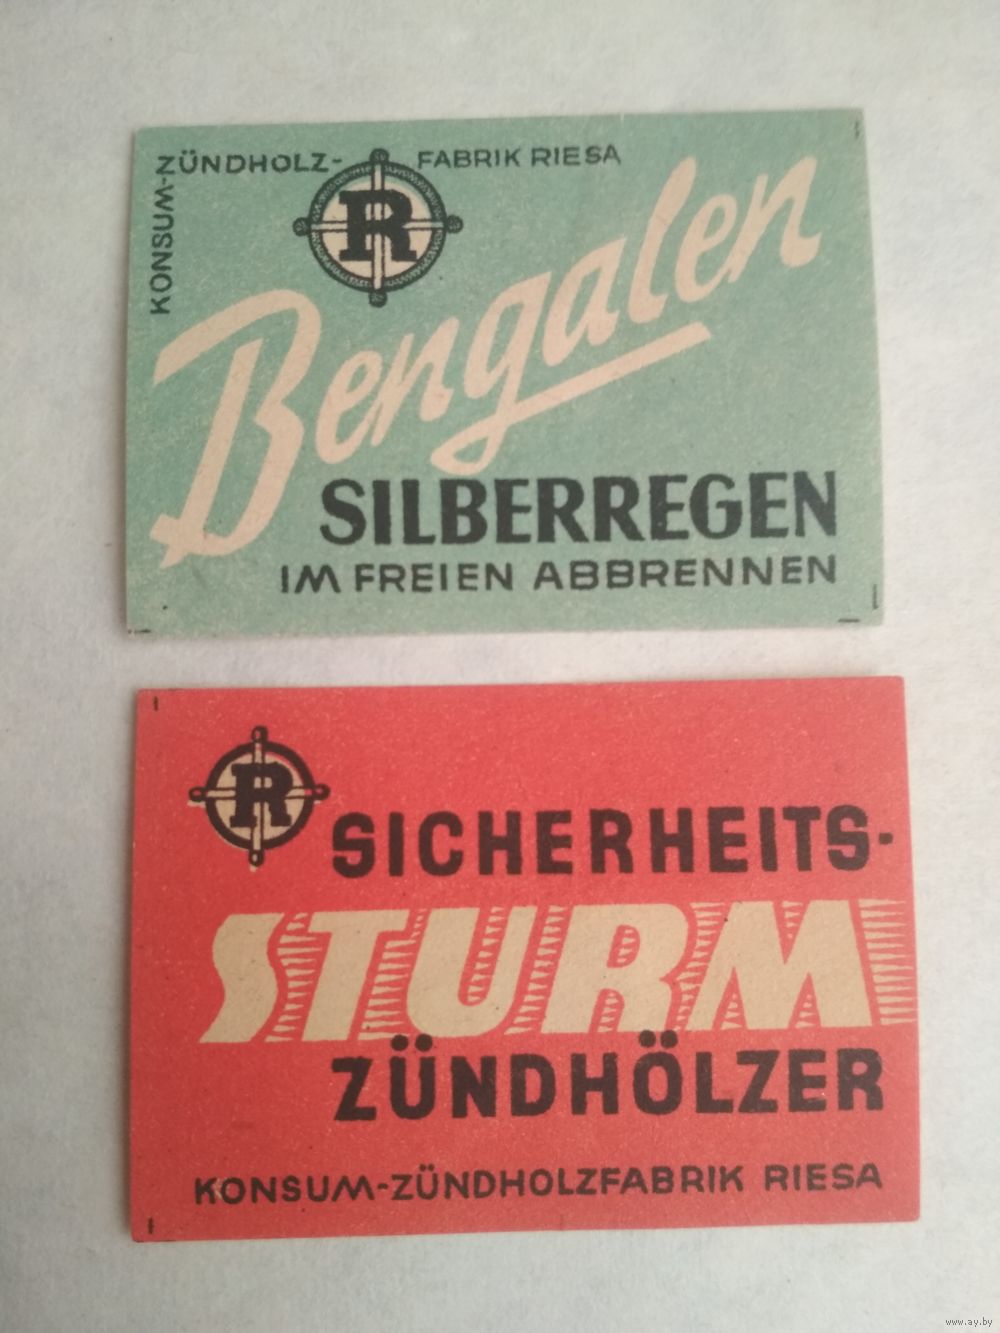 KONSUM-ZÜNDHOLZ-FABRIK RIESA
R
Bengalen
SILBERREGEN
IM FREIEN ABBRENNEN
R
SICHERHEITS-
STURM
ZÜNDHÖLZER
KONSUM-ZÜNDHOLZFABRIK RIESA
www.ay.by